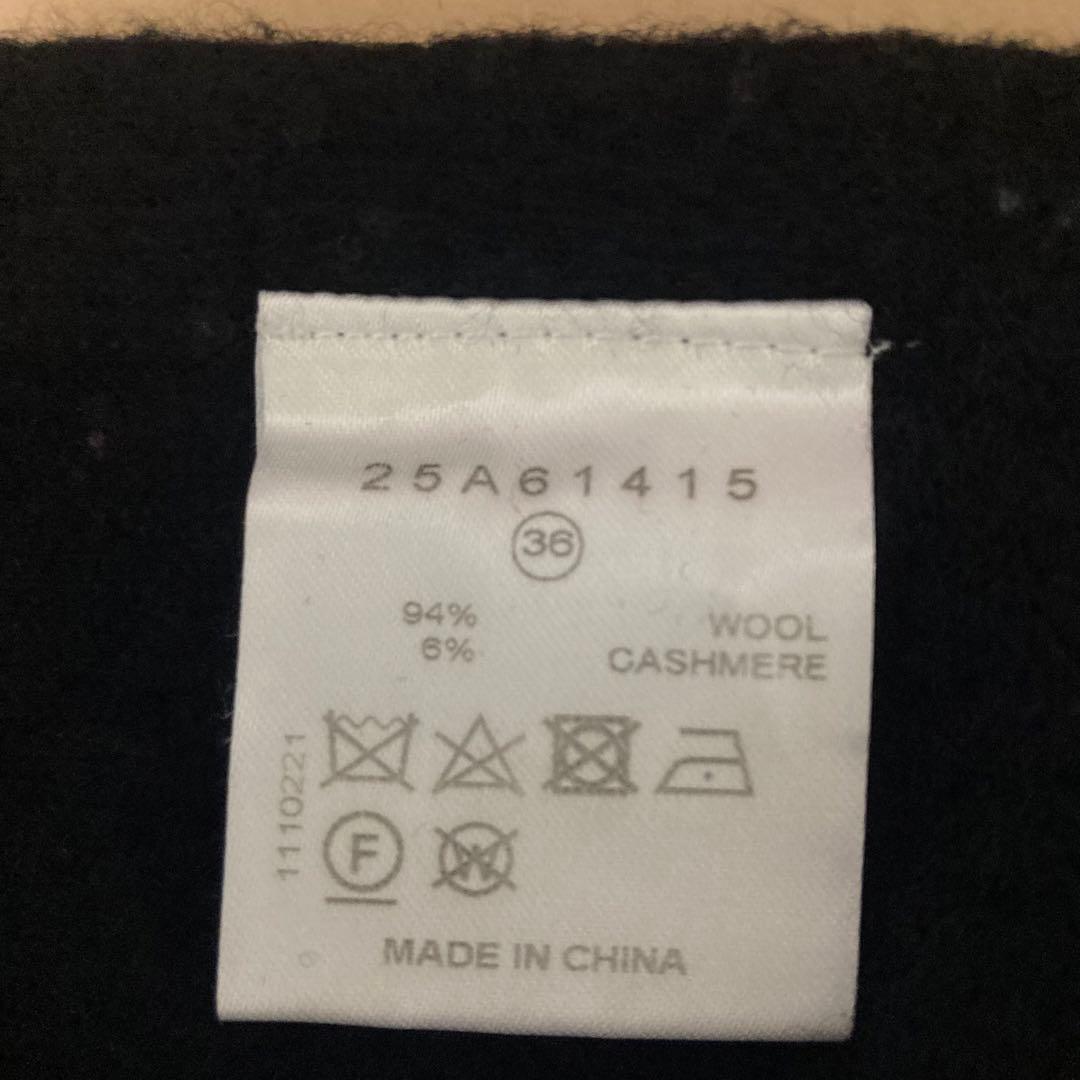 25A61415
36
94% WOOL
6% CASHMERE
1110221
F
W
MADE IN CHINA